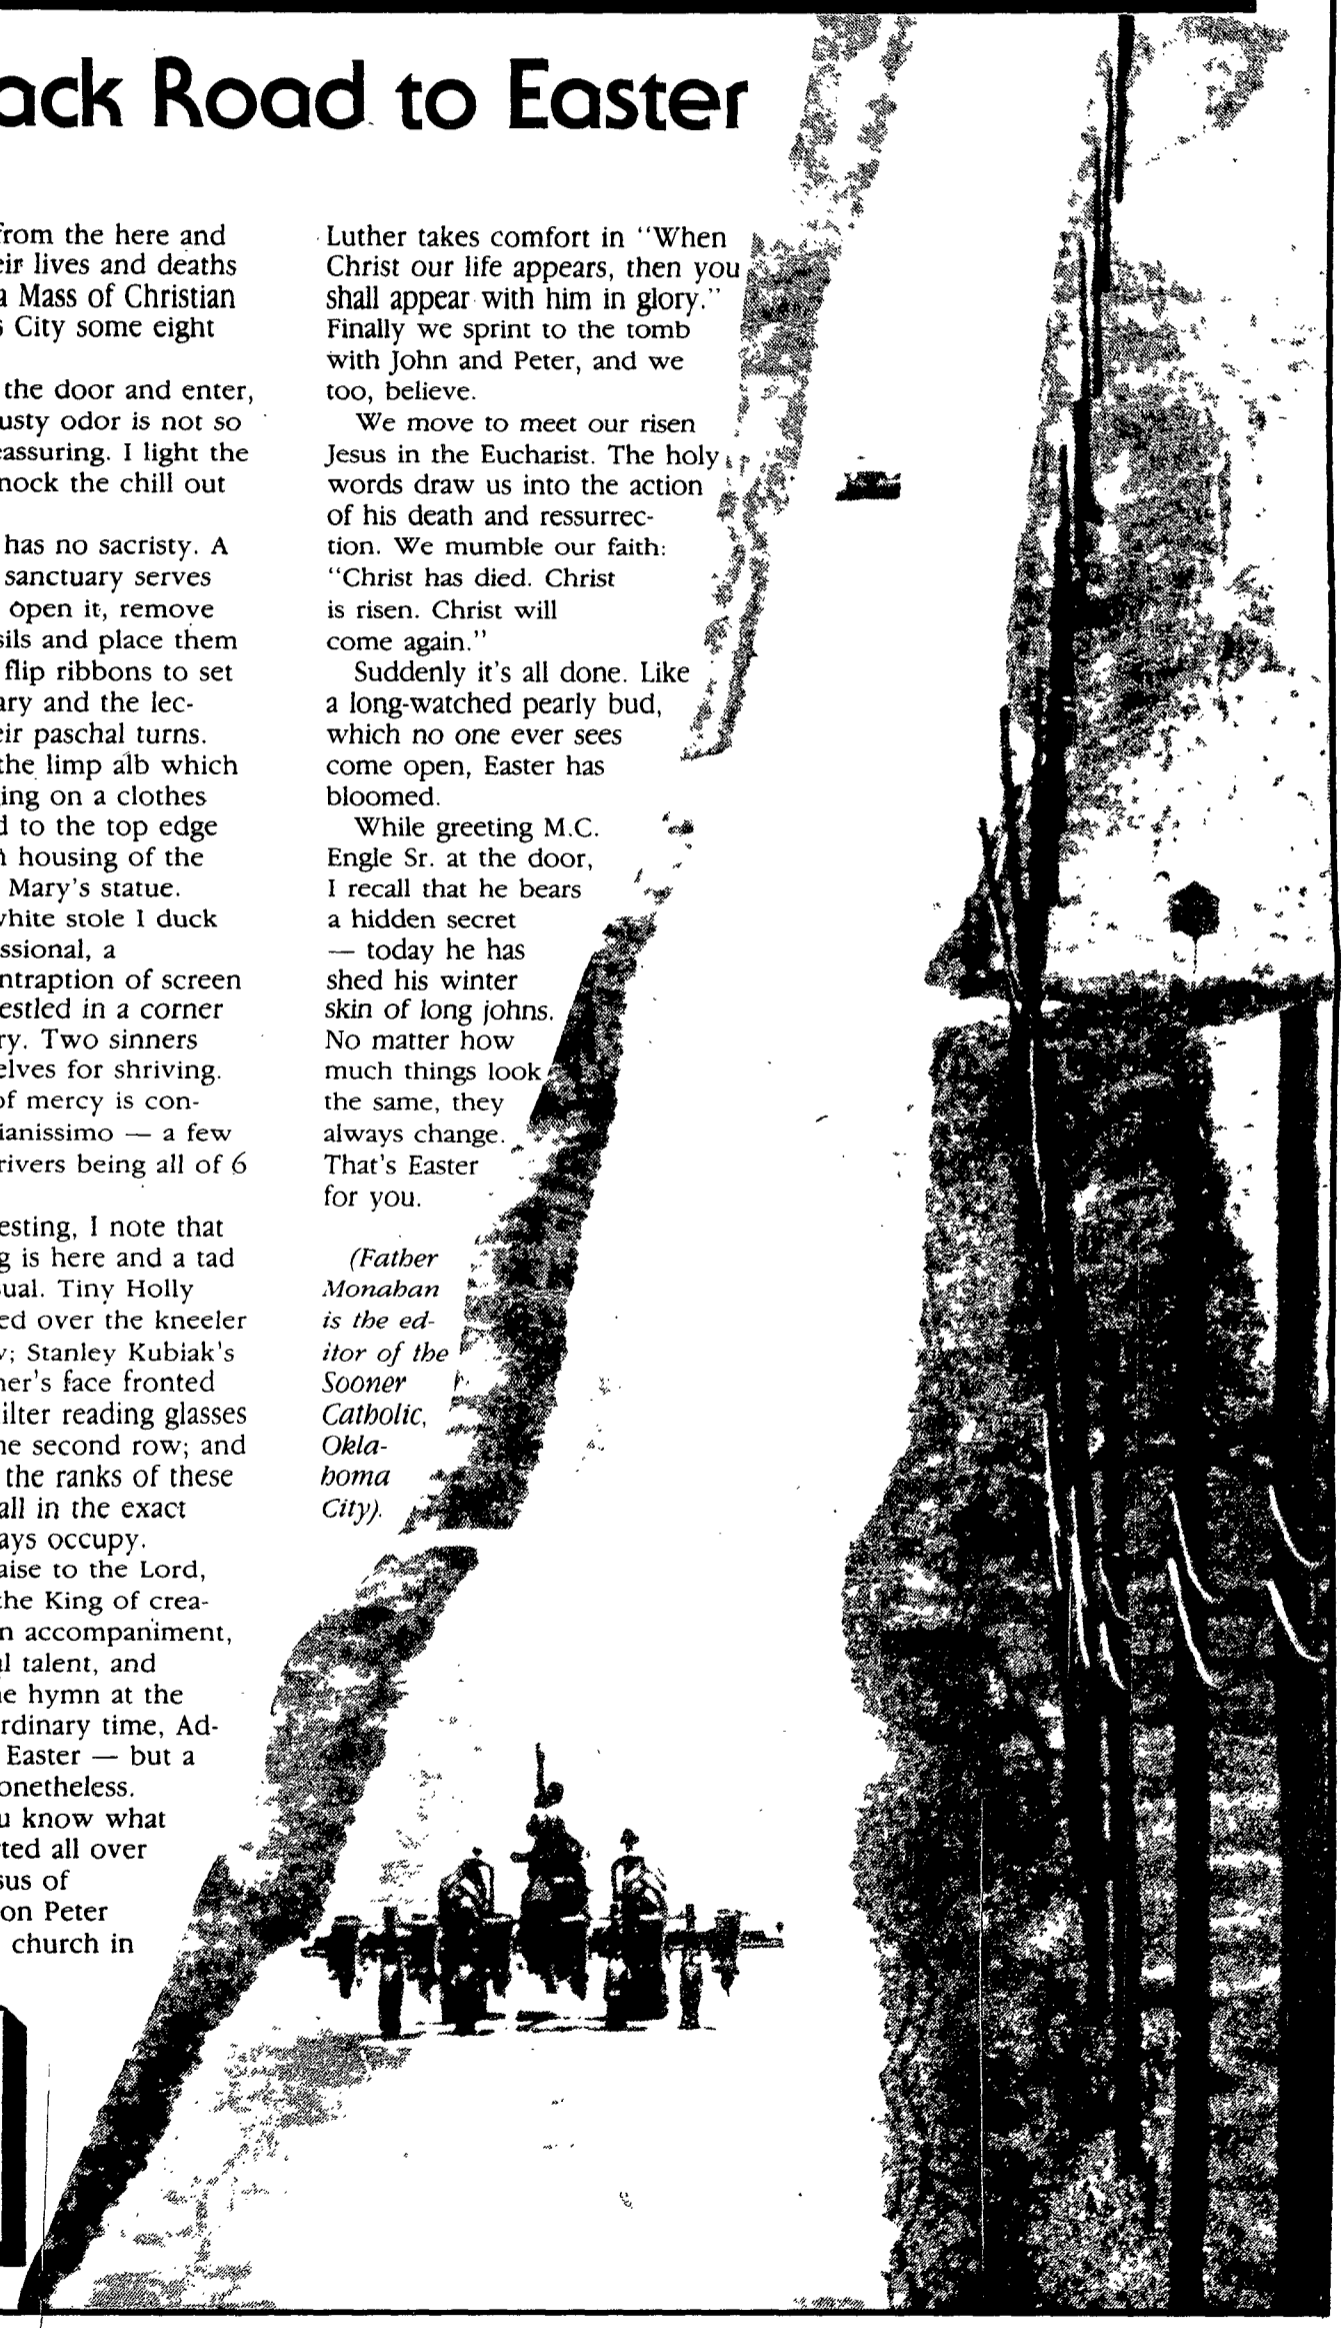 ack Road to Easter
from the here and
eir lives and deaths
a Mass of Christian
s City some eight
the door and enter,
usty odor is not so
eassuring. I light the
nock the chill out
has no sacristy. A
sanctuary serves
open it, remove
sils and place them
flip ribbons to set
ary and the lec-
eir paschal turns.
the limp alb which
ing on a clothes
d to the top edge
n housing of the
Mary's statue.
white stole I duck
ssional, a
ntraption of screen
estled in a corner
ry. Two sinners
elves for shriving.
of mercy is con-
ianissimo — a few
rivers being all of 6
esting, I note that
g is here and a tad
sual. Tiny Holly
ed over the kneeler
v; Stanley Kubiak's
ner's face fronted
ilter reading glasses
he second row; and
the ranks of these
all in the exact
ays occupy.
aise to the Lord,
the King of crea-
n accompaniment,
al talent, and
ne hymn at the
rdinary time, Ad-
Easter — but a
onetheless.
u know what
ted all over
sus of
on Peter
church in
Luther takes comfort in "When
Christ our life appears, then you
shall appear with him in glory."
Finally we sprint to the tomb
with John and Peter, and we
too, believe.
We move to meet our risen
Jesus in the Eucharist. The holy
words draw us into the action
of his death and ressurrec-
tion. We mumble our faith:
"Christ has died. Christ
is risen. Christ will
come again."
Suddenly it's all done. Like
a long-watched pearly bud,
which no one ever sees
come open, Easter has
bloomed.
While greeting M.C.
Engle Sr. at the door,
I recall that he bears
a hidden secret
— today he has
shed his winter
skin of long johns.
No matter how
much things look
the same, they
always change.
That's Easter
for you.
(Father
Monahan
is the ed-
itor of the
Sooner
Catholic,
Okla-
homa
City).